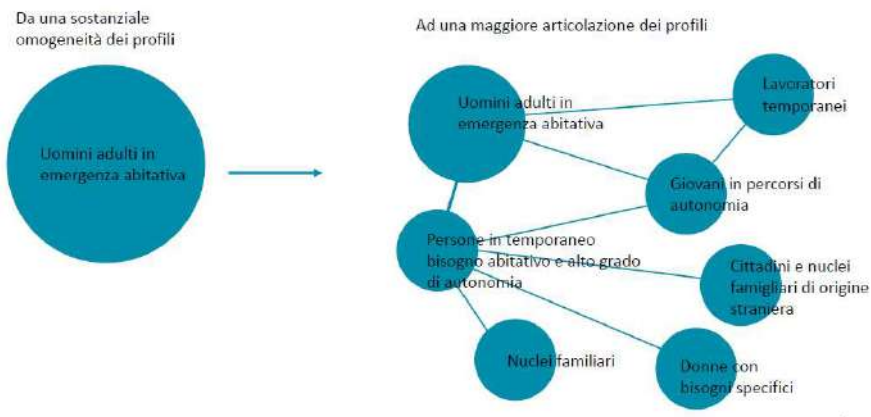 Da una sostanziale
omogeneità dei profili
Uomini adulti in
emergenza abitativa
Ad una maggiore articolazione dei profili
Uomini adulti in
emergenza abitativa
Lavoratori
temporanei
Giovani in percorsi di
autonomia
Persone in temporaneo
bisogno abitativo e alto grado
di autonomia
Cittadini e nuclei
famigliari di origine
straniera
Nuclei familiari
Donne con
bisogni specifici